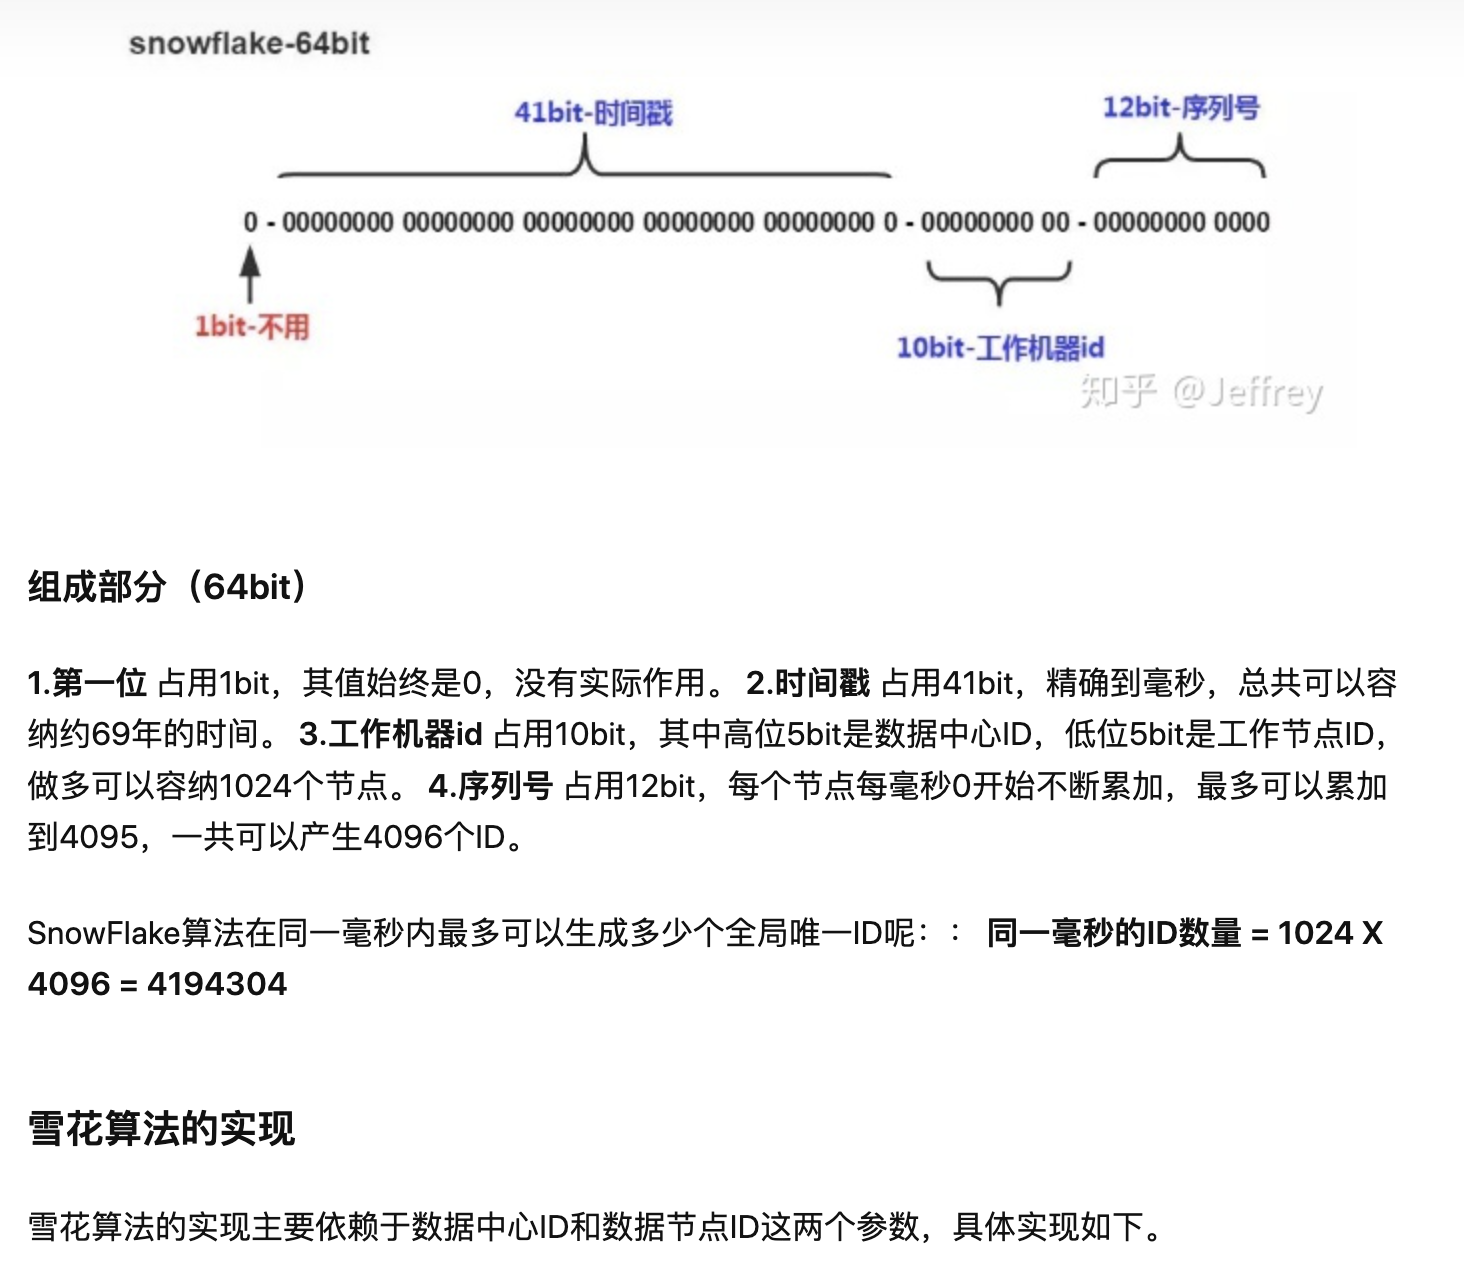 snowflake-64bit
41bit-时间戳
12bit-序列号
0 - 00000000 00000000 00000000 00000000 00000000 0 - 00000000 00 - 00000000 0000
1bit-不用
10bit-工作机器id
知乎 @Jeffrey
组成部分（64bit）
1.第一位 占用1bit，其值始终是0，没有实际作用。 2.时间戳 占用41bit，精确到毫秒，总共可以容
纳约69年的时间。 3.工作机器id 占用10bit，其中高位5bit是数据中心ID，低位5bit是工作节点ID，
做多可以容纳1024个节点。 4.序列号 占用12bit，每个节点每毫秒0开始不断累加，最多可以累加
到4095，一共可以产生4096个ID。
SnowFlake算法在同一毫秒内最多可以生成多少个全局唯一ID呢：： 同一毫秒的ID数量 = 1024 X
4096 = 4194304
雪花算法的实现
雪花算法的实现主要依赖于数据中心ID和数据节点ID这两个参数，具体实现如下。